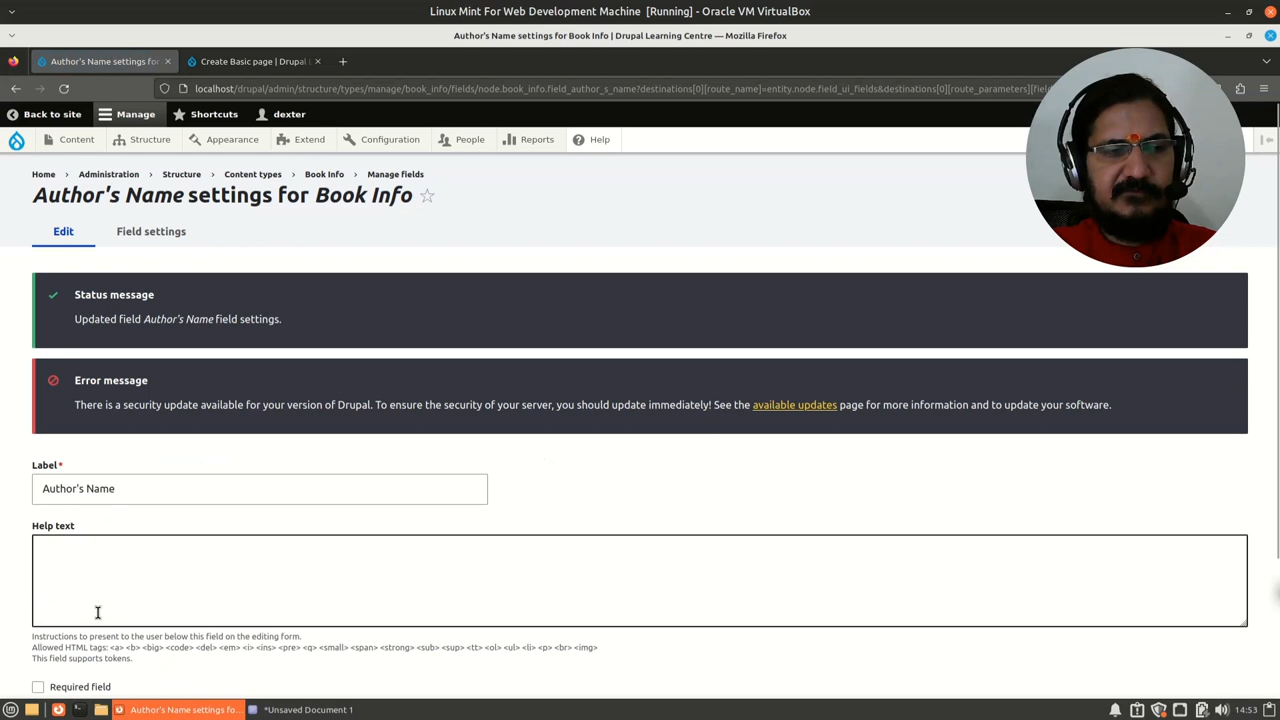 Linux Mint For Web Development Machine [Running] - Oracle VM VirtualBox
Author's Name settings for Book Info | Drupal Learning Centre — Mozilla Firefox
Author's Name settings for
Create Basic page | Drupal
localhost/drupal/admin/structure/types/manage/book_info/fields/node.book_info.field_author_s_name?destinations[0][route_name]=entity.node.field_ui_fields&destinations[0][route_parameters][
Back to site
Manage
Shortcuts
dexter
Content
Structure
Appearance
Extend
Configuration
People
Reports
Help
Home > Administration > Structure > Content types > Book Info > Manage fields
Author's Name settings for Book Info
Edit
Field settings
Status message
Updated field Author's Name field settings.
Error message
There is a security update available for your version of Drupal. To ensure the security of your server, you should update immediately! See the available updates page for more information and to update your software.
Label*
Author's Name
Help text
Instructions to present to the user below this field on the editing form.
Allowed HTML tags: <a> <b> <big> <code> <del> <em> <i> <ins> <pre> <q> <small> <span> <strong> <sub> <sup> <tt> <ol> <ul> <li> <p> <br> <img>
This field supports tokens.
Required field
Author's Name settings fo...
*Unsaved Document 1
14:53